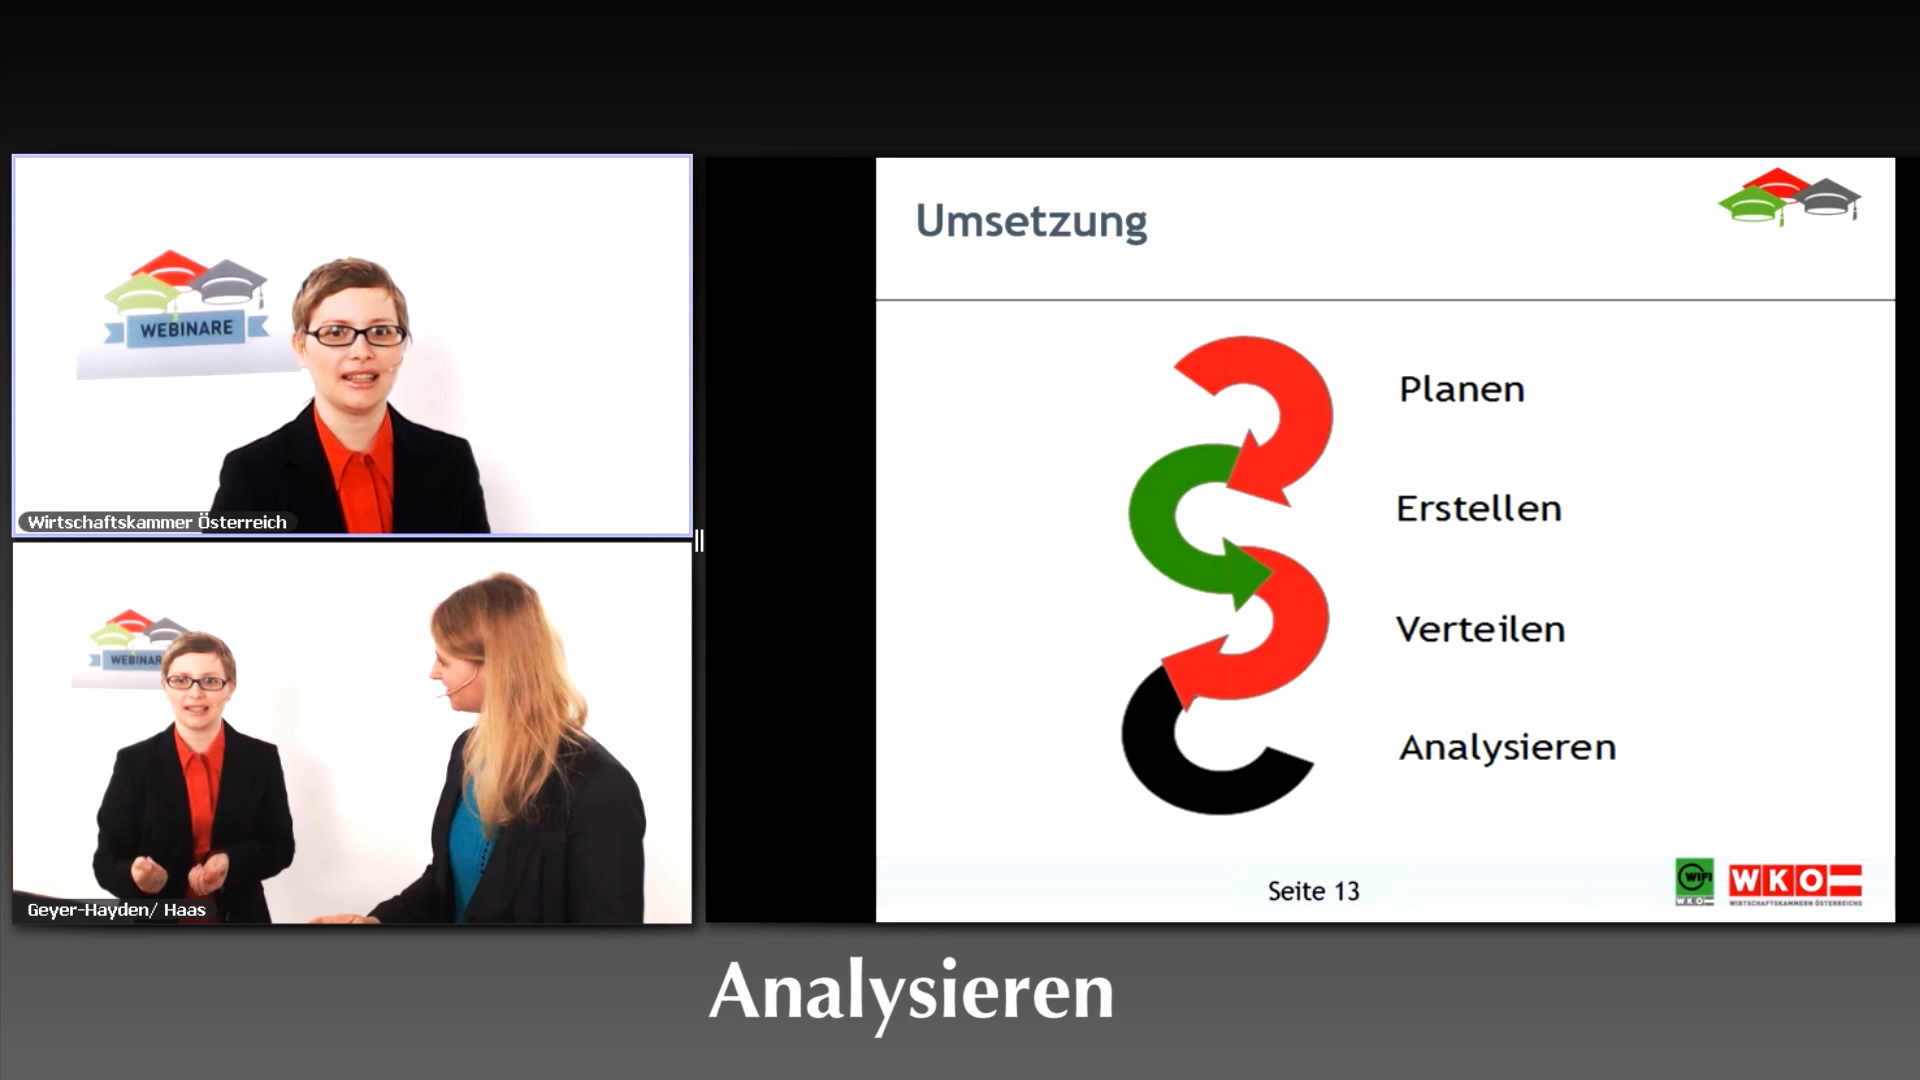 WEBINARE
Wirtschaftskammer Österreich
WEBINAR
Geyer-Hayden/ Haas
Umsetzung
Planen
Erstellen
Verteilen
Analysieren
Seite 13
WIFI
WKO
WKO
WIRTSCHAFTSKAMMERN ÖSTERREICHS
Analysieren